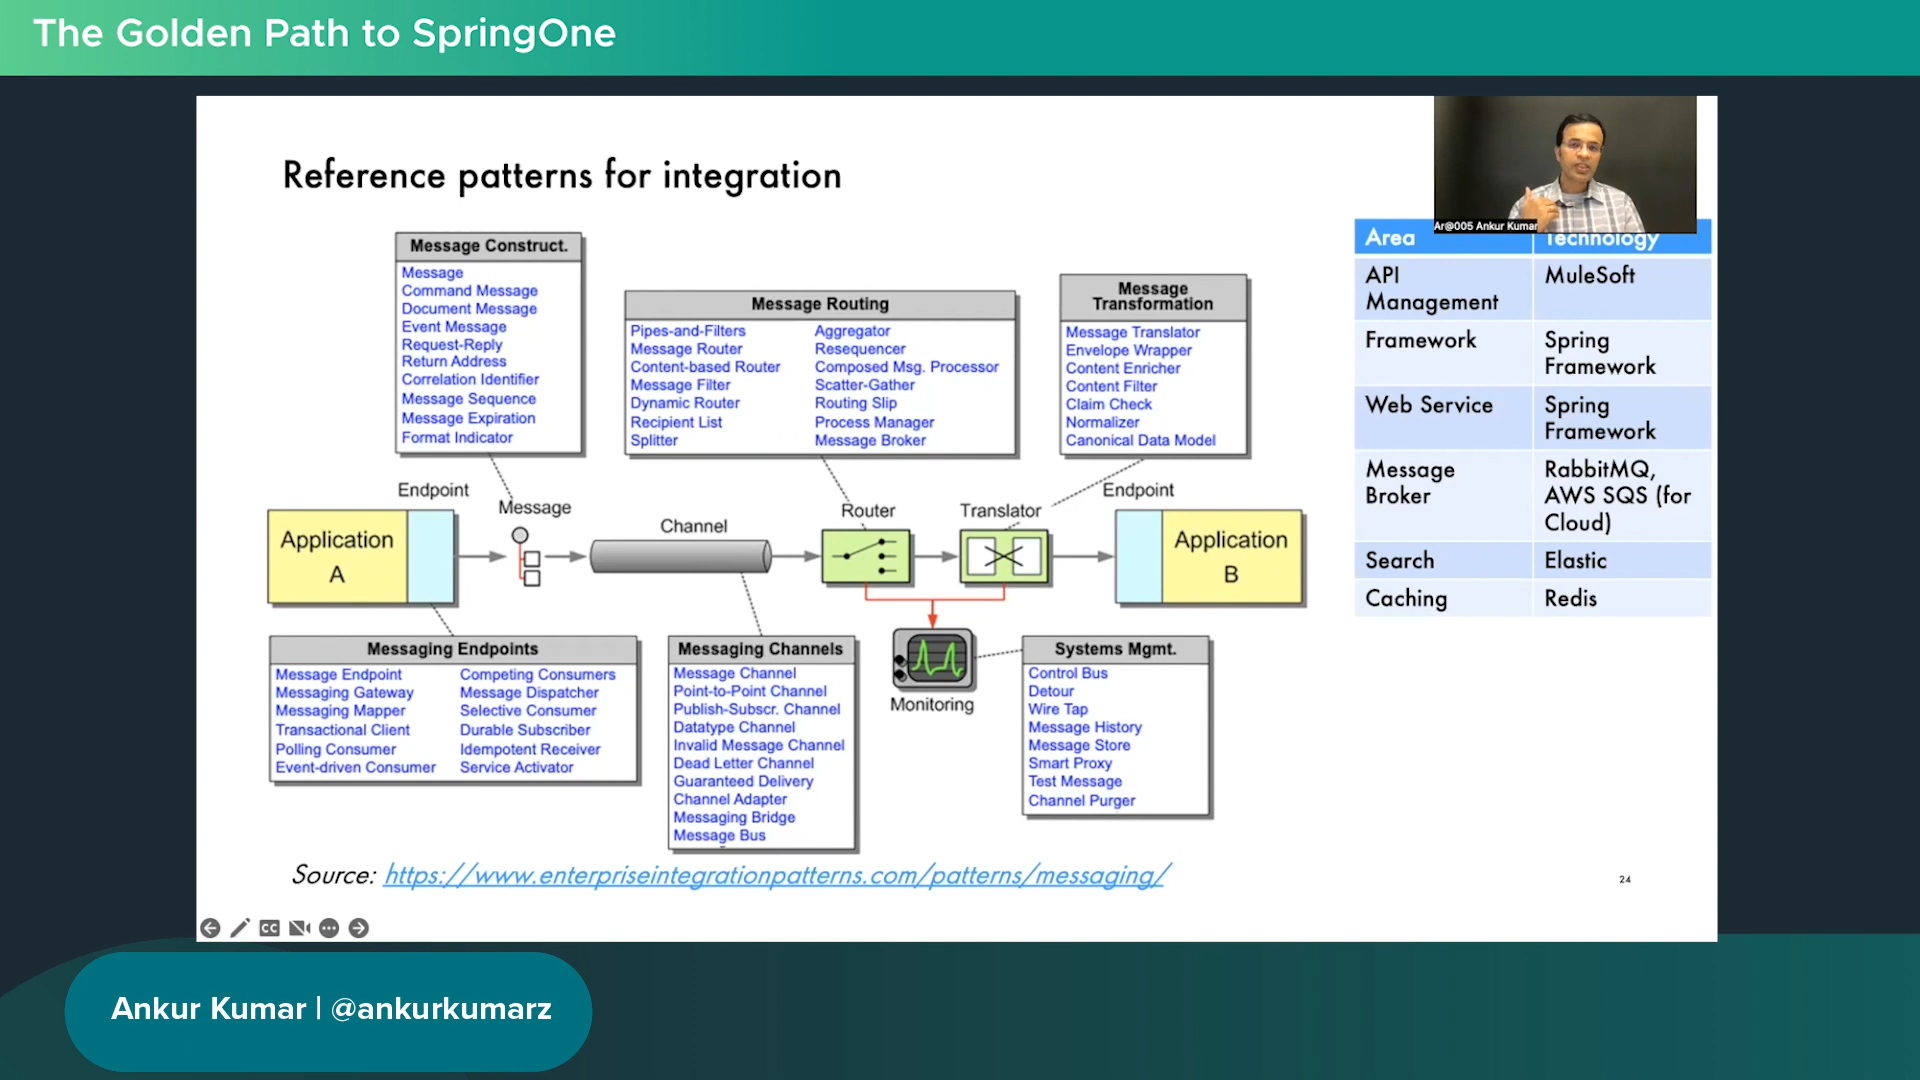 The Golden Path to SpringOne
Reference patterns for integration
Ar@005 Ankur Kumar
Message Construct.
Message
Command Message
Document Message
Event Message
Request-Reply
Return Address
Correlation Identifier
Message Sequence
Message Expiration
Format Indicator
Message Routing
Pipes-and-Filters
Message Router
Content-based Router
Message Filter
Dynamic Router
Recipient List
Splitter
Aggregator
Resequencer
Composed Msg. Processor
Scatter-Gather
Routing Slip
Process Manager
Message Broker
Message
Transformation
Message Translator
Envelope Wrapper
Content Enricher
Content Filter
Claim Check
Normalizer
Canonical Data Model
Endpoint
Message
Channel
Router
Translator
Endpoint
Application
A
Application
B
Messaging Endpoints
Message Endpoint
Messaging Gateway
Messaging Mapper
Transactional Client
Polling Consumer
Event-driven Consumer
Competing Consumers
Message Dispatcher
Selective Consumer
Durable Subscriber
Idempotent Receiver
Service Activator
Messaging Channels
Message Channel
Point-to-Point Channel
Publish-Subscr. Channel
Datatype Channel
Invalid Message Channel
Dead Letter Channel
Guaranteed Delivery
Channel Adapter
Messaging Bridge
Message Bus
Monitoring
Systems Mgmt.
Control Bus
Detour
Wire Tap
Message History
Message Store
Smart Proxy
Test Message
Channel Purger
Area Technology
API Management MuleSoft
Framework Spring Framework
Web Service Spring Framework
Message Broker RabbitMQ, AWS SQS (for Cloud)
Search Elastic
Caching Redis
Source: https://www.enterpriseintegrationpatterns.com/patterns/messaging/
24
CC
Ankur Kumar | @ankurkumarz